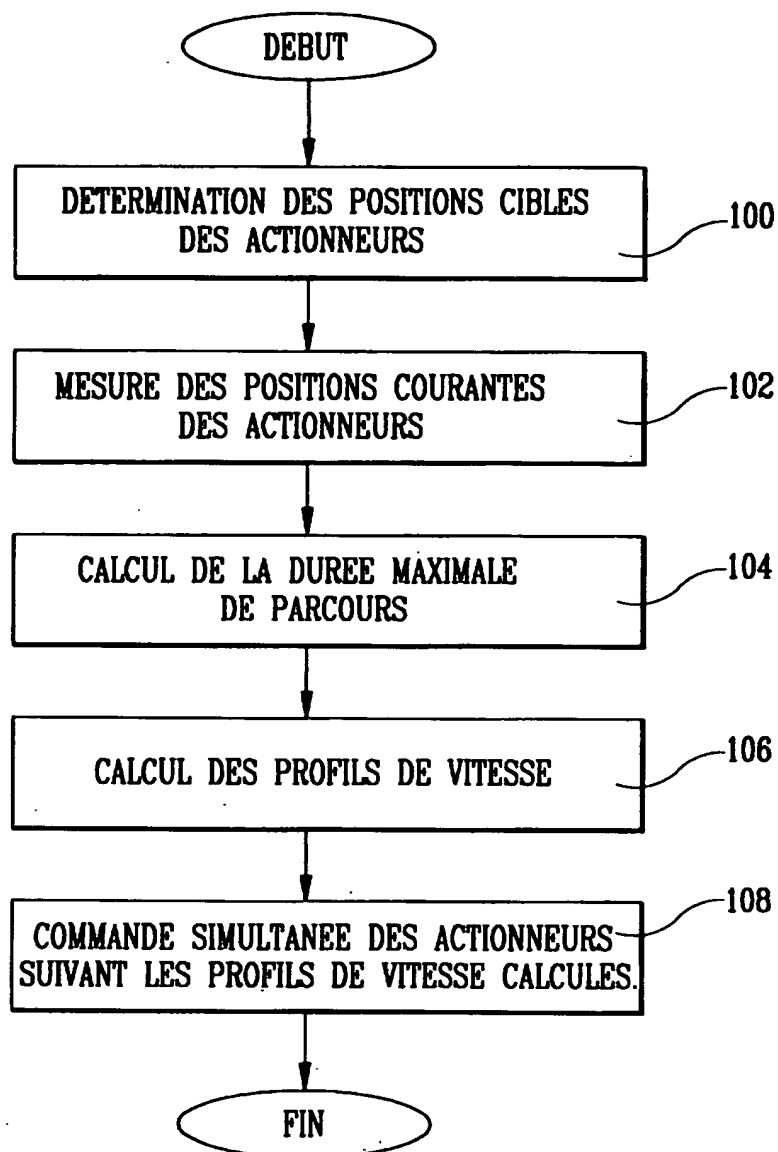 DEBUT
DETERMINATION DES POSITIONS CIBLES
DES ACTIONNEURS
100
MESURE DES POSITIONS COURANTES
DES ACTIONNEURS
102
CALCUL DE LA DUREE MAXIMALE
DE PARCOURS
104
CALCUL DES PROFILS DE VITESSE
106
COMMANDE SIMULTANEE DES ACTIONNEURS
SUIVANT LES PROFILS DE VITESSE CALCULES.
108
FIN